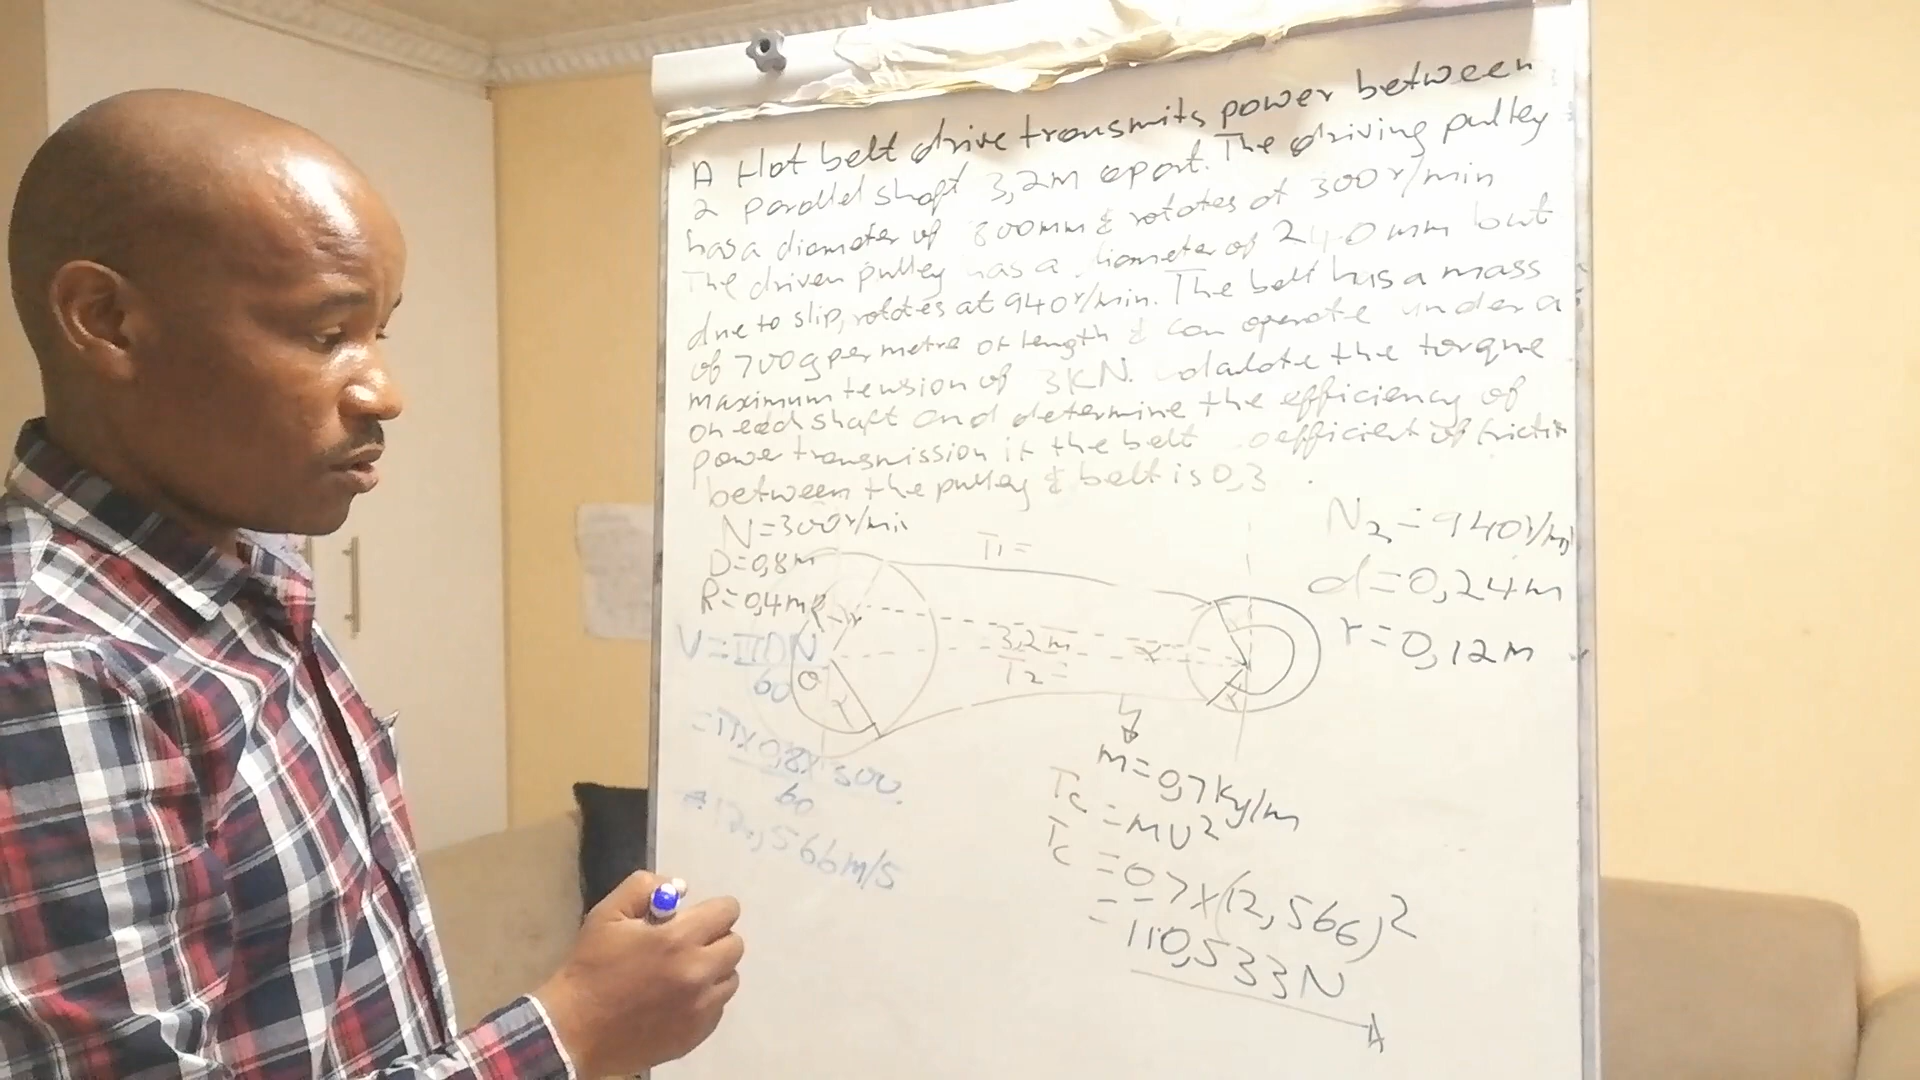 A flat belt drive transmits power between
2 parallel shaft 3,2m apart. The driving pulley
has a diameter of 800mm & rotates at 300r/min
The driven pulley has a diameter of 240mm but
due to slip, rotates at 940r/min. The belt has a mass
of 700g per metre of length & can operate under a
maximum tension of 3kN. calculate the torque
on each shaft and determine the efficiency of
power transmission if the belt coefficient of friction
between the pulley & belt is 0,3.
N=300r/min
D=0,8m
R=0,4m
V=πDN
60
=π×0,8×300
60
=12,566m/s
T1=
3,2m
T2=
N2=940r/min
d=0,24m
r=0,12m
m=0,7kg/m
Tc=mv2
Tc=0,7×(12,566)2
=110,533N